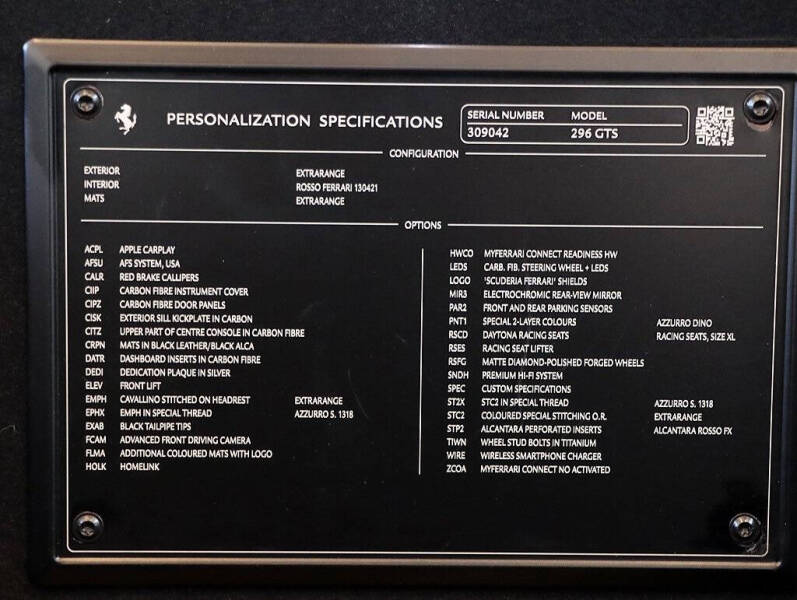 PERSONALIZATION SPECIFICATIONS
SERIAL NUMBER MODEL
309042 296 GTS
CONFIGURATION
EXTERIOR EXTRARANGE
INTERIOR ROSSO FERRARI 130421
MATS EXTRARANGE
OPTIONS
ACPL APPLE CARPLAY
AFSU AFS SYSTEM, USA
CALR RED BRAKE CALLIPERS
CIIP CARBON FIBRE INSTRUMENT COVER
CIPZ CARBON FIBRE DOOR PANELS
CISK EXTERIOR SILL KICKPLATE IN CARBON
CITZ UPPER PART OF CENTRE CONSOLE IN CARBON FIBRE
CRPN MATS IN BLACK LEATHER/BLACK ALCA
DATR DASHBOARD INSERTS IN CARBON FIBRE
DEDI DEDICATION PLAQUE IN SILVER
ELEV FRONT LIFT
EMPH CAVALLINO STITCHED ON HEADREST EXTRARANGE
EPHX EMPH IN SPECIAL THREAD AZZURRO S. 1318
EXAB BLACK TAILPIPE TIPS
FCAM ADVANCED FRONT DRIVING CAMERA
FLMA ADDITIONAL COLOURED MATS WITH LOGO
HOLK HOMELINK
HWCO MYFERRARI CONNECT READINESS HW
LEDS CARB. FIB. STEERING WHEEL + LEDS
LOGO 'SCUDERIA FERRARI' SHIELDS
MIR3 ELECTROCHROMIC REAR-VIEW MIRROR
PAR2 FRONT AND REAR PARKING SENSORS
PNT1 SPECIAL 2-LAYER COLOURS AZZURRO DINO
RSCD DAYTONA RACING SEATS RACING SEATS, SIZE XL
RSES RACING SEAT LIFTER
RSFG MATTE DIAMOND-POLISHED FORGED WHEELS
SNDH PREMIUM HI-FI SYSTEM
SPEC CUSTOM SPECIFICATIONS
ST2X STC2 IN SPECIAL THREAD AZZURRO S. 1318
STC2 COLOURED SPECIAL STITCHING O.R. EXTRARANGE
STP2 ALCANTARA PERFORATED INSERTS ALCANTARA ROSSO FX
TIWN WHEEL STUD BOLTS IN TITANIUM
WIRE WIRELESS SMARTPHONE CHARGER
ZCOA MYFERRARI CONNECT NO ACTIVATED